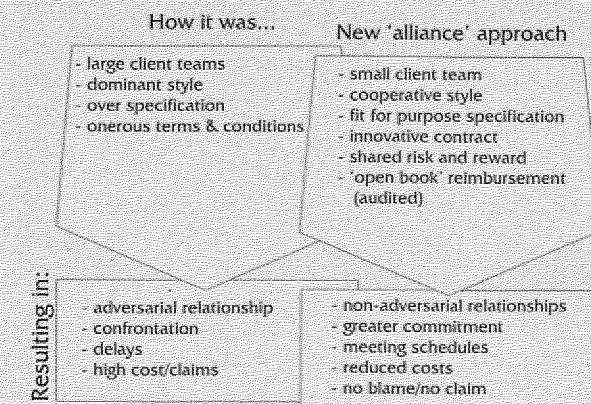 How it was...
- large client teams
- dominant style
- over specification
- onerous terms & conditions
New 'alliance' approach
- small client team
- cooperative style
- fit for purpose specification
- innovative contract
- shared risk and reward
- 'open book' reimbursement
(audited)
Resulting in:
- adversarial relationship
- confrontation
- delays
- high cost/claims
- non-adversarial relationships
- greater commitment
- meeting schedules
- reduced costs
- no blame/no claim